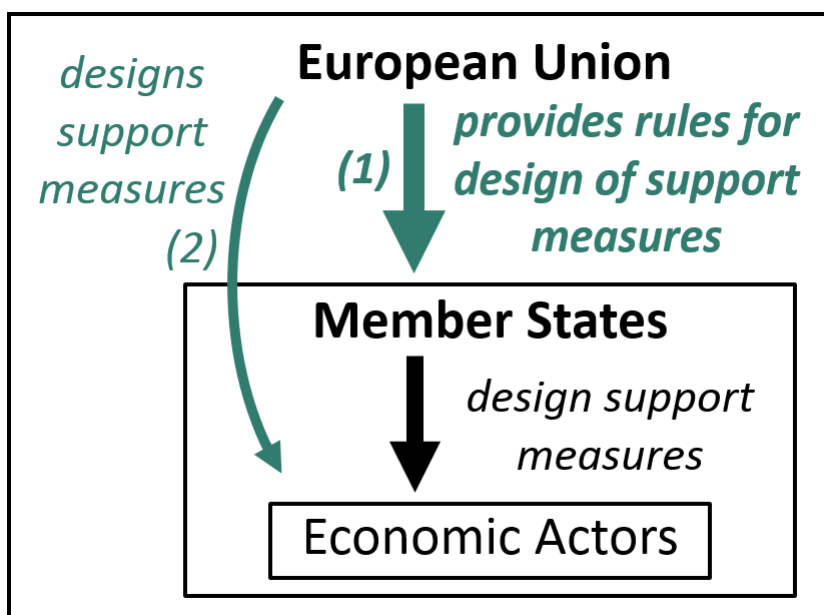 European Union
designs
support
measures
(2)
(1)
provides rules for
design of support
measures
Member States
design support
measures
Economic Actors